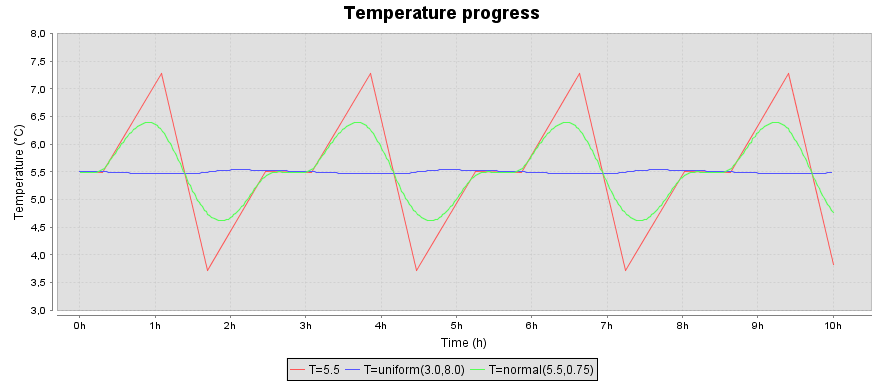 Temperature progress
8,0
7,5
7,0
6,5
6,0
5,5
5,0
4,5
4,0
3,5
3,0
Temperature (°C)
0h 1h 2h 3h 4h 5h 6h 7h 8h 9h 10h
Time (h)
T=5.5 T=uniform(3.0,8.0) T=normal(5.5,0.75)